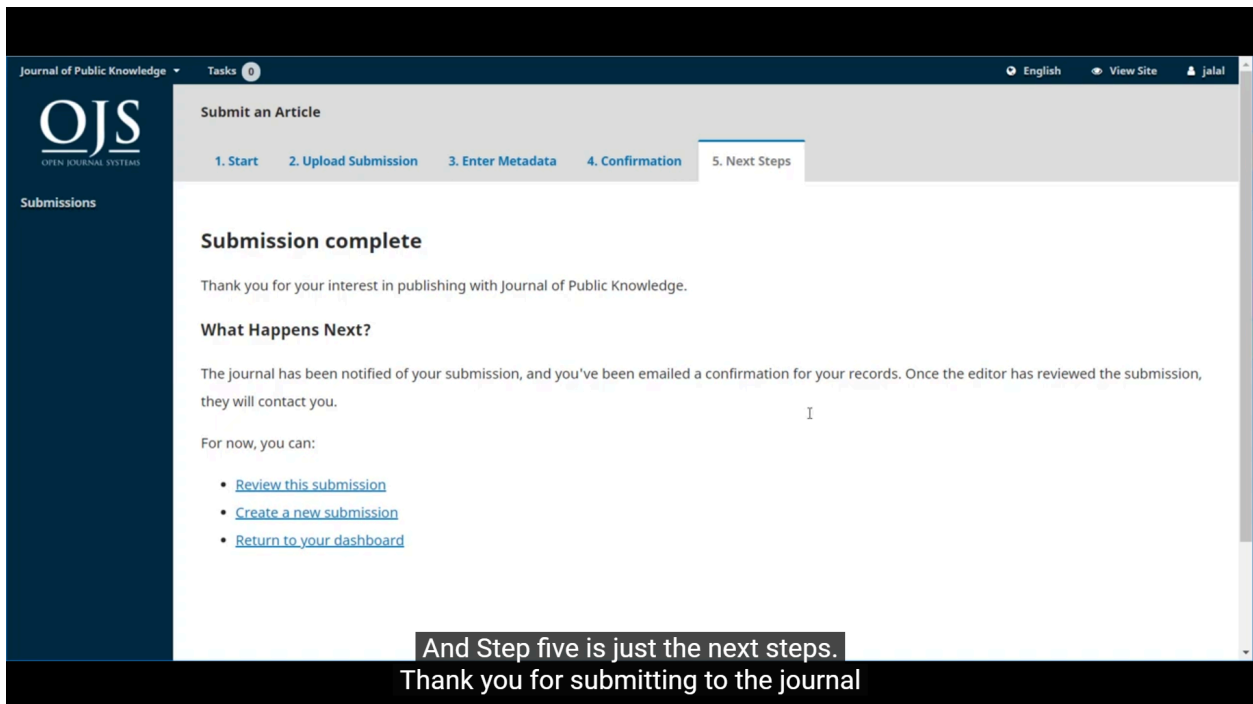 Journal of Public Knowledge
Tasks 0
English
View Site
jalal
OJS
OPEN JOURNAL SYSTEMS
Submissions
Submit an Article
1. Start
2. Upload Submission
3. Enter Metadata
4. Confirmation
5. Next Steps
Submission complete
Thank you for your interest in publishing with Journal of Public Knowledge.
What Happens Next?
The journal has been notified of your submission, and you've been emailed a confirmation for your records. Once the editor has reviewed the submission,
they will contact you.
For now, you can:
• Review this submission
• Create a new submission
• Return to your dashboard
And Step five is just the next steps.
Thank you for submitting to the journal